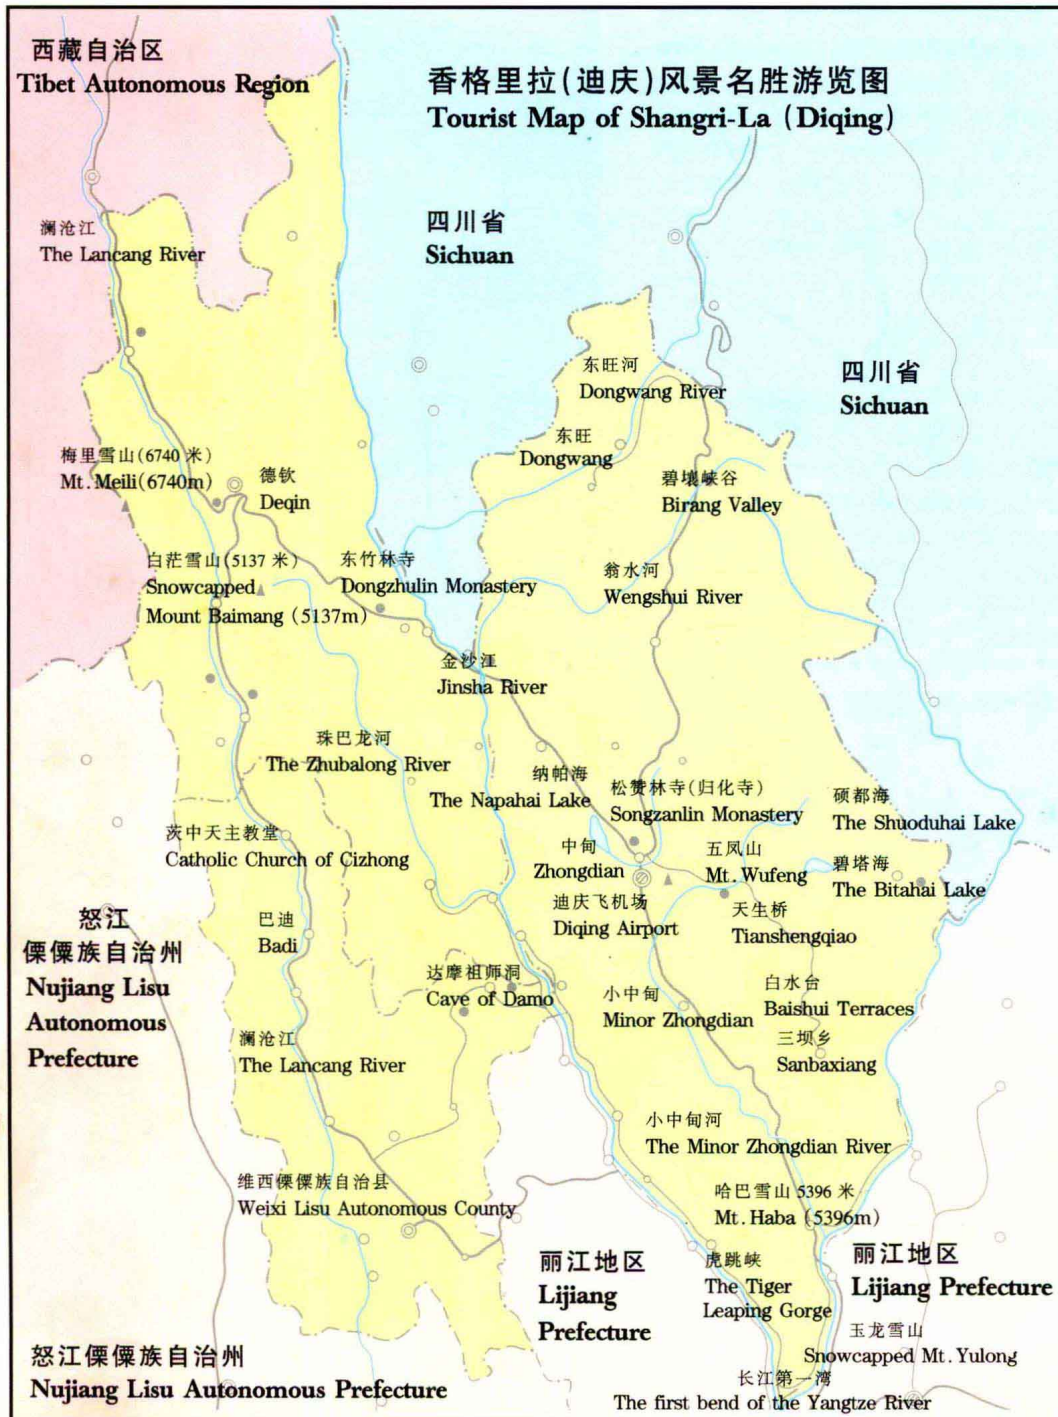 西藏自治区
Tibet Autonomous Region
香格里拉(迪庆)风景名胜游览图
Tourist Map of Shangri-La (Diqing)
澜沧江
The Lancang River
四川省
Sichuan
东旺河
Dongwang River
四川省
Sichuan
东旺
Dongwang
梅里雪山(6740 米)
Mt.Meili(6740m)
德钦
Deqin
碧壤峡谷
Birang Valley
白茫雪山(5137 米)
Snowcapped
Mount Baimang (5137m)
东竹林寺
Dongzhulin Monastery
翁水河
Wengshui River
金沙江
Jinsha River
珠巴龙河
The Zhubalong River
纳帕海
The Napahai Lake
松赞林寺(归化寺)
Songzanlin Monastery
硕都海
The Shuoduhai Lake
茨中天主教堂
Catholic Church of Cizhong
中甸
Zhongdian
五凤山
Mt.Wufeng
碧塔海
The Bitahai Lake
迪庆飞机场
Diqing Airport
天生桥
Tianshengqiao
怒江
傈僳族自治州
Nujiang Lisu
Autonomous
Prefecture
巴迪
Badi
达摩祖师洞
Cave of Damo
小中甸
Minor Zhongdian
白水台
Baishui Terraces
澜沧江
The Lancang River
三坝乡
Sanbaxiang
小中甸河
The Minor Zhongdian River
维西傈僳族自治县
Weixi Lisu Autonomous County
哈巴雪山 5396 米
Mt.Haba (5396m)
丽江地区
Lijiang
Prefecture
虎跳峡
The Tiger
Leaping Gorge
丽江地区
Lijiang Prefecture
玉龙雪山
Snowcapped Mt.Yulong
怒江傈僳族自治州
Nujiang Lisu Autonomous Prefecture
长江第一湾
The first bend of the Yangtze River